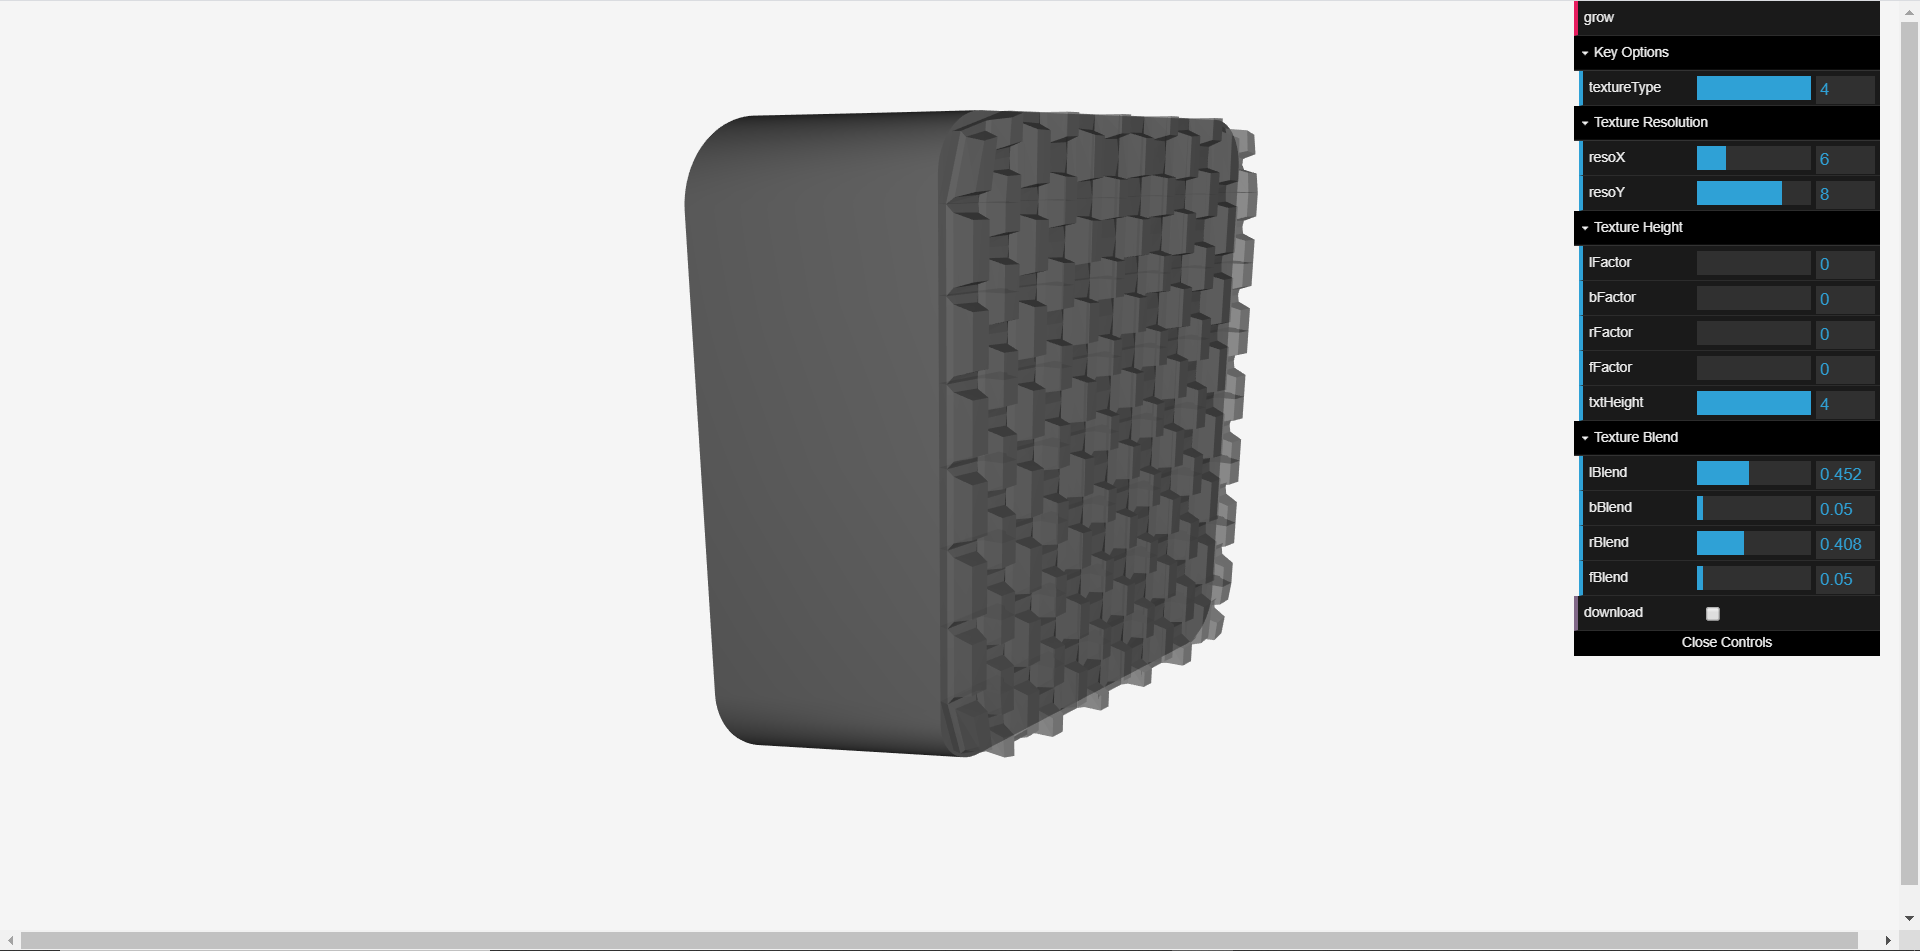 grow
Key Options
textureType 4
Texture Resolution
resoX 6
resoY 8
Texture Height
lFactor 0
bFactor 0
rFactor 0
fFactor 0
txtHeight 4
Texture Blend
lBlend 0.452
bBlend 0.05
rBlend 0.408
fBlend 0.05
download
Close Controls